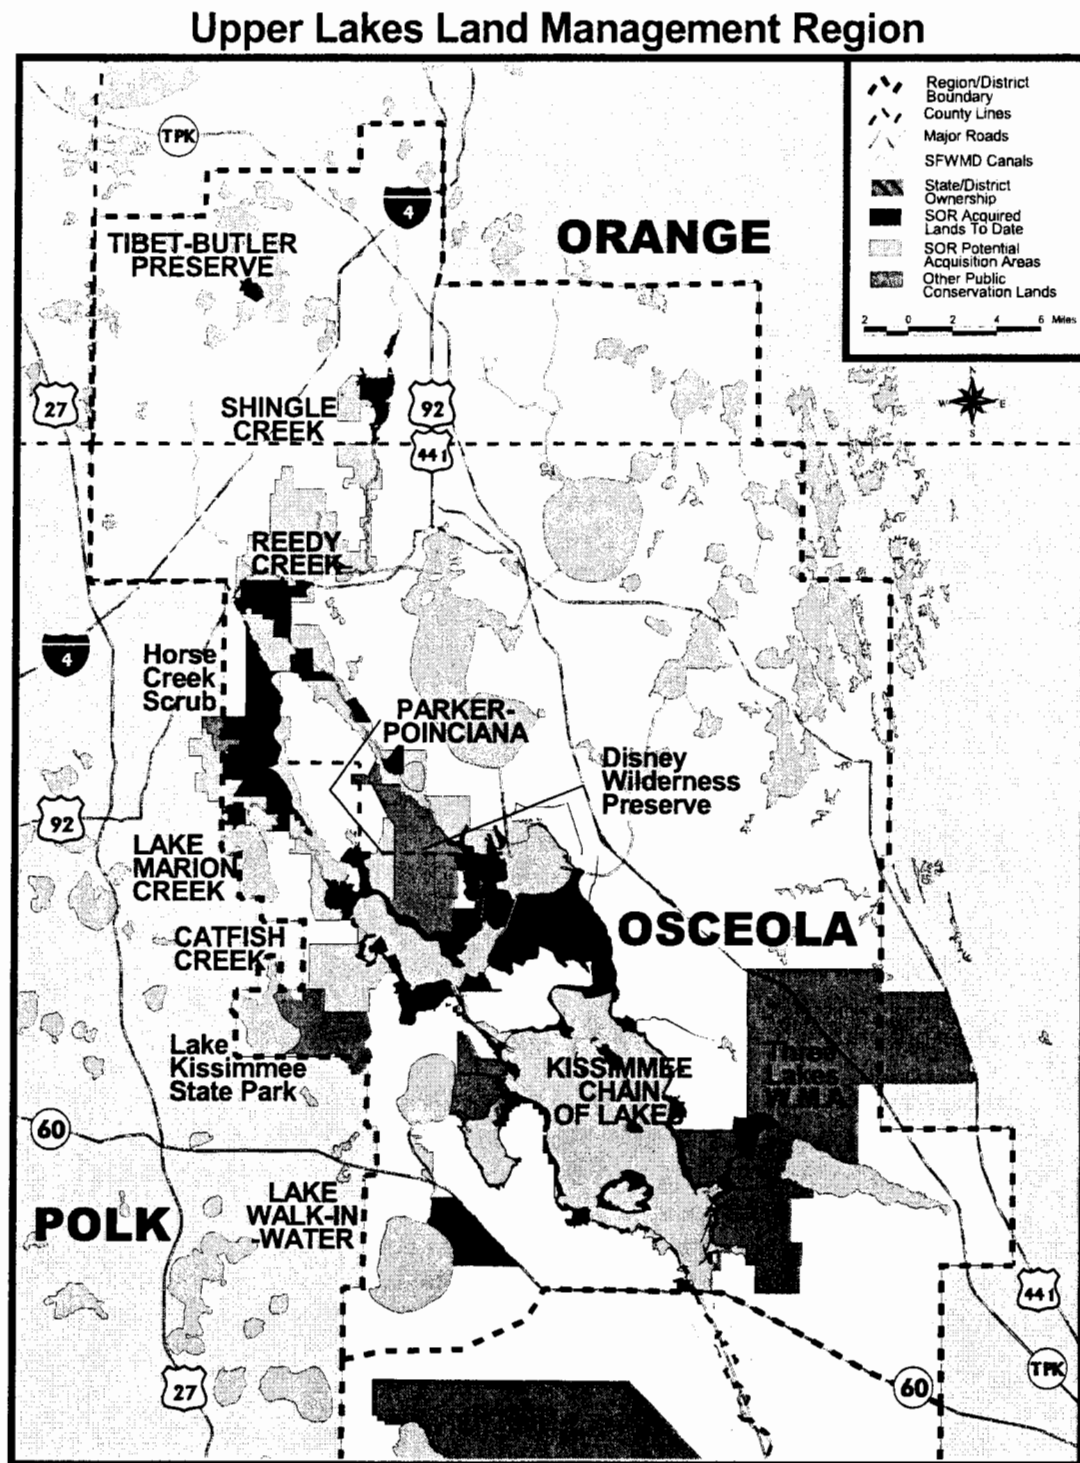 Upper Lakes Land Management Region
Region/District
Boundary
County Lines
Major Roads
SFWMD Canals
State/District
Ownership
SOR Acquired
Lands To Date
SOR Potential
Acquisition Areas
Other Public
Conservation Lands
2 0 2 4 6 Miles
N
W E
S
TPK
4
ORANGE
TIBET-BUTLER
PRESERVE
27
SHINGLE
CREEK
92
441
REEDY
CREEK
4
Horse
Creek
Scrub
PARKER-
POINCIANA
Disney
Wilderness
Preserve
92
LAKE
MARION
CREEK
OSCEOLA
CATFISH
CREEK
Lake
Kissimmee
State Park
KISSIMMEE
CHAIN
OF LAKES
Three
Lakes
W.M.A.
60
POLK
LAKE
WALK-IN
-WATER
441
TPK
27
60